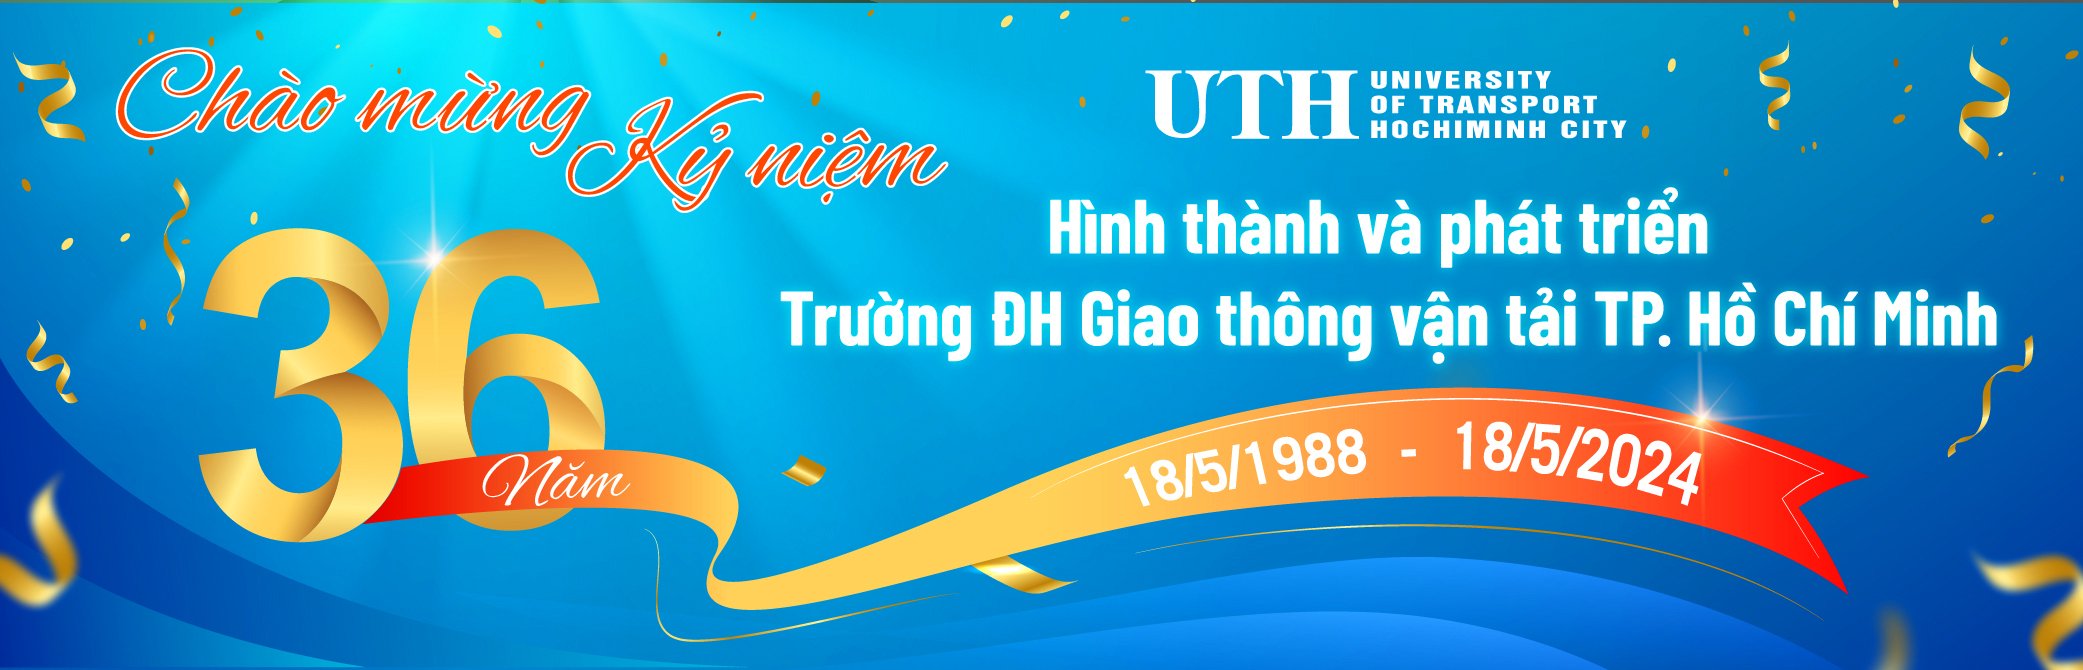 Chào mừng
Kỷ niệm
36
Năm
UTH
UNIVERSITY
OF TRANSPORT
HOCHIMINH CITY
Hình thành và phát triển
Trường ĐH Giao thông vận tải TP. Hồ Chí Minh
18/5/1988 - 18/5/2024